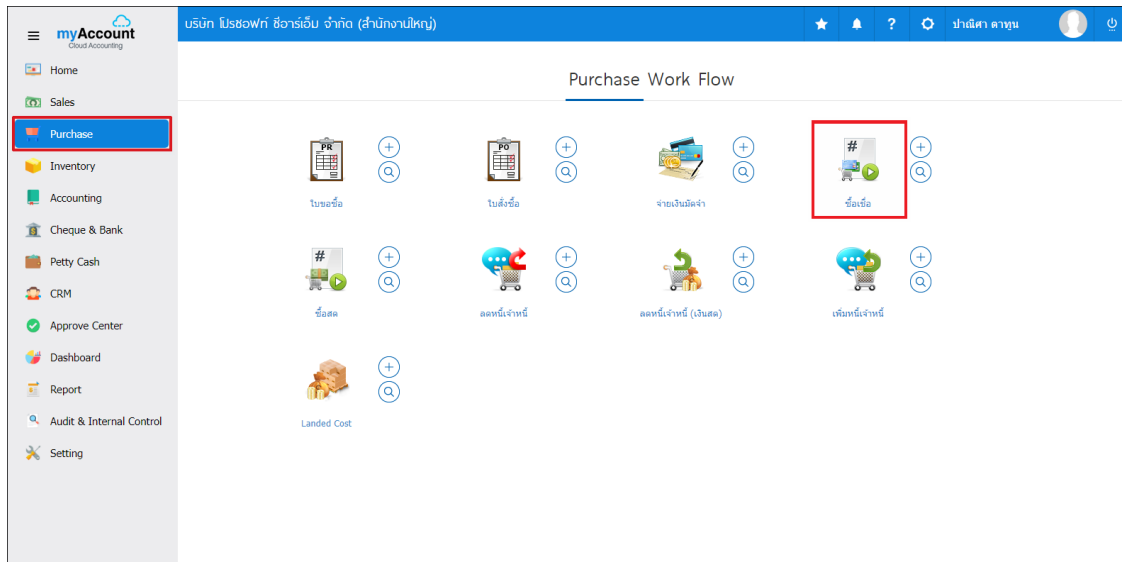 myAccount
Cloud Accounting
บริษัท โปรซอฟท์ ซีอาร์เอ็ม จำกัด (สำนักงานใหญ่)
?
ปาณิศา ตาทูน
Home
Sales
Purchase
Inventory
Accounting
Cheque & Bank
Petty Cash
CRM
Approve Center
Dashboard
Report
Audit & Internal Control
Setting
Purchase Work Flow
PR
PO
#
ใบขอซื้อ
ใบสั่งซื้อ
จ่ายเงินมัดจำ
ซื้อเชื่อ
#
ซื้อสด
ลดหนี้เจ้าหนี้
ลดหนี้เจ้าหนี้ (เงินสด)
เพิ่มหนี้เจ้าหนี้
Landed Cost